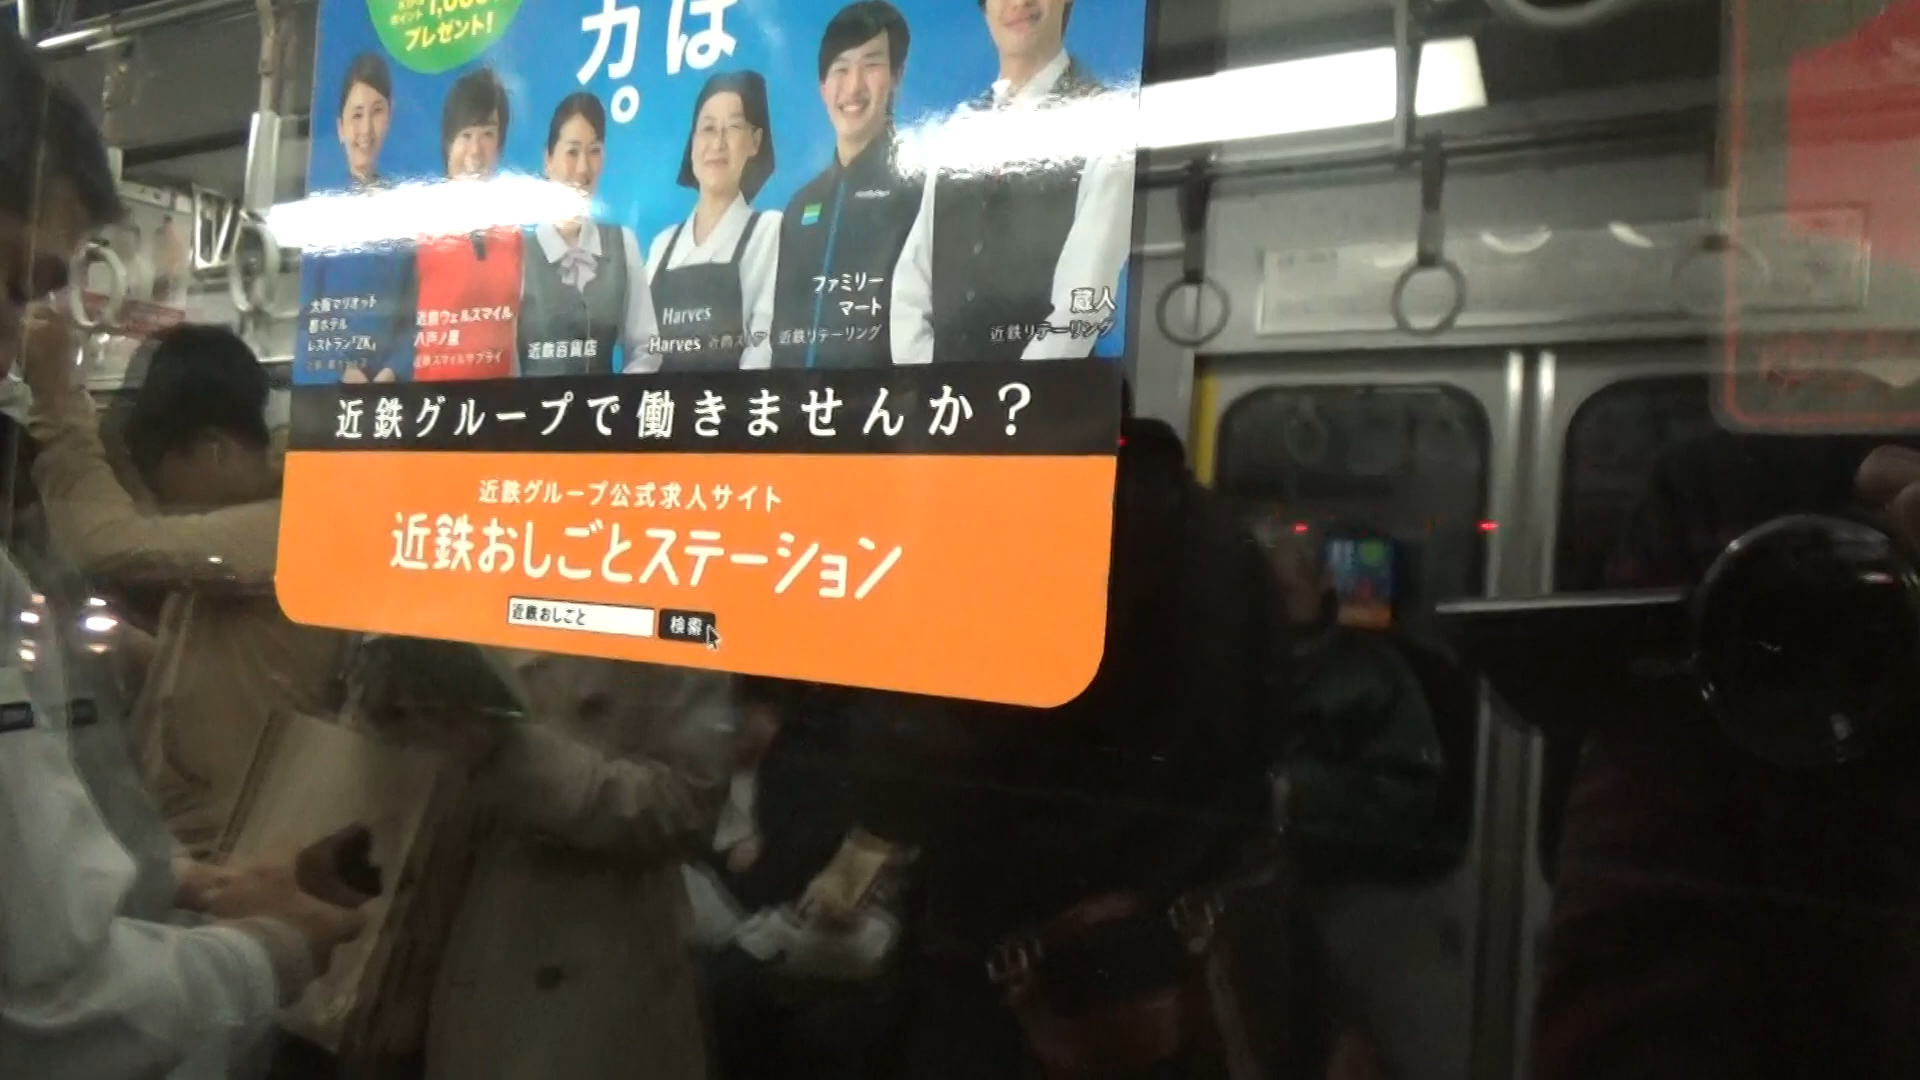 プレゼント!
は
力。
大阪マリオット
都ホテル
レストラン「ZK」
近鉄ウェルスマイル
八戸ノ里
近鉄スマイルサプライ
近鉄百貨店
Harves
Harves 近商ストア
ファミリー
マート
近鉄リテーリング
蔵人
近鉄リテーリング
近鉄グループで働きませんか?
近鉄グループ公式求人サイト
近鉄おしごとステーション
近鉄おしごと 検索